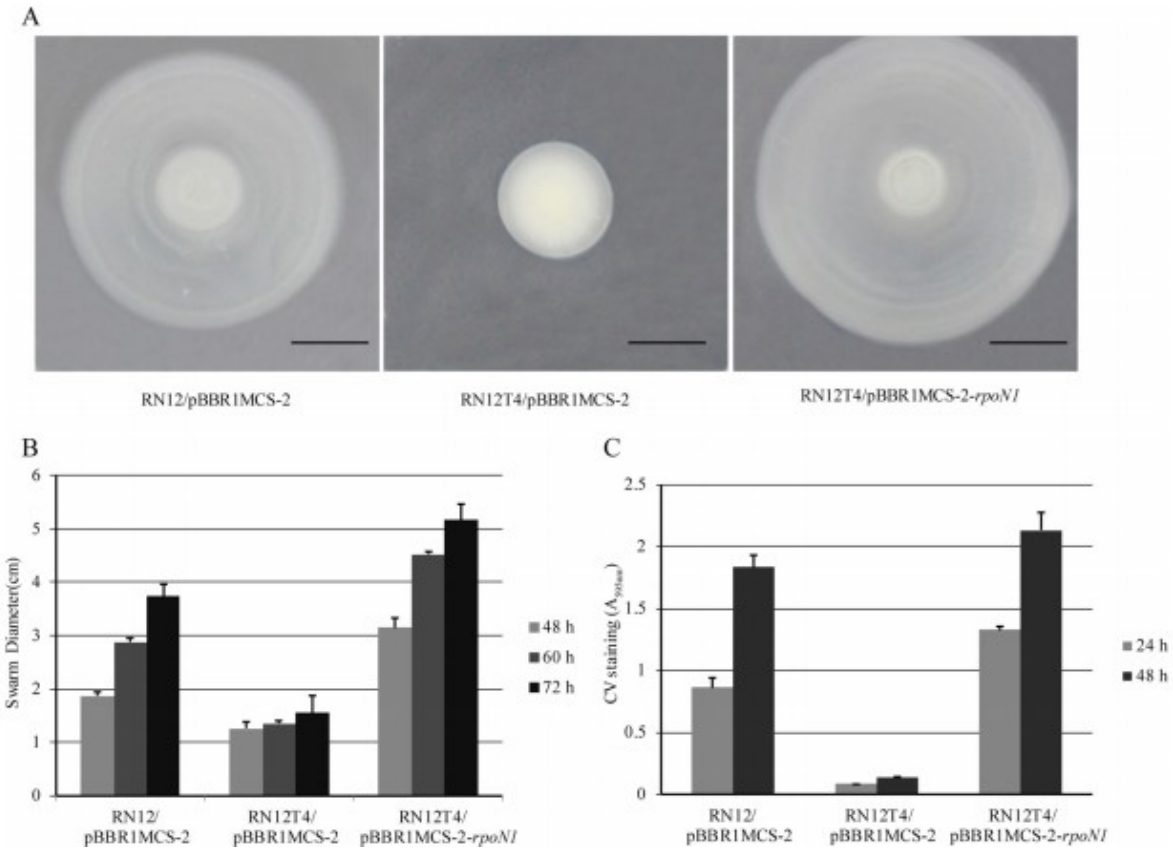 A
RN12/pBBR1MCS-2
RN12T4/pBBR1MCS-2
RN12T4/pBBR1MCS-2-rpoN1
B
Swarm Diameter(cm)
6
5
4
3
2
1
0
48 h
60 h
72 h
RN12/
pBBR1MCS-2
RN12T4/
pBBR1MCS-2
RN12T4/
pBBR1MCS-2-rpoN1
C
CV staining (A595nm)
2.5
2
1.5
1
0.5
0
24 h
48 h
RN12/
pBBR1MCS-2
RN12T4/
pBBR1MCS-2
RN12T4/
pBBR1MCS-2-rpoN1